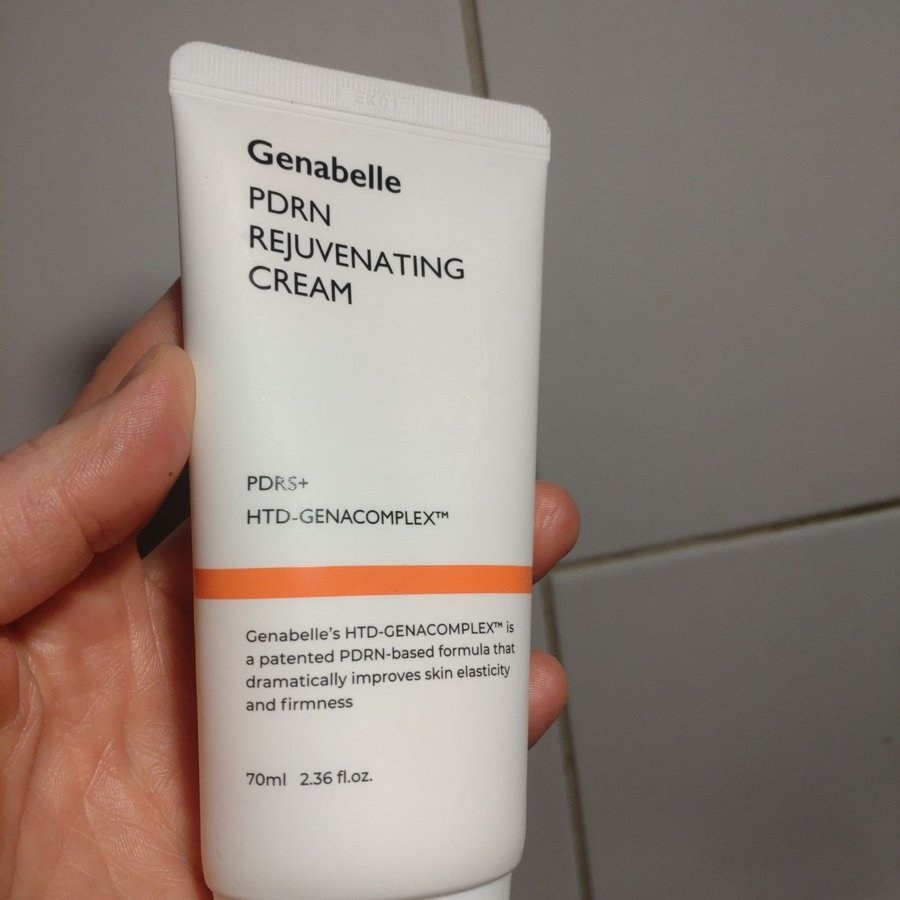 EK01
Genabelle
PDRN
REJUVENATING
CREAM
PDRS+
HTD-GENACOMPLEX™
Genabelle's HTD-GENACOMPLEX™ is
a patented PDRN-based formula that
dramatically improves skin elasticity
and firmness
70ml 2.36 fl.oz.